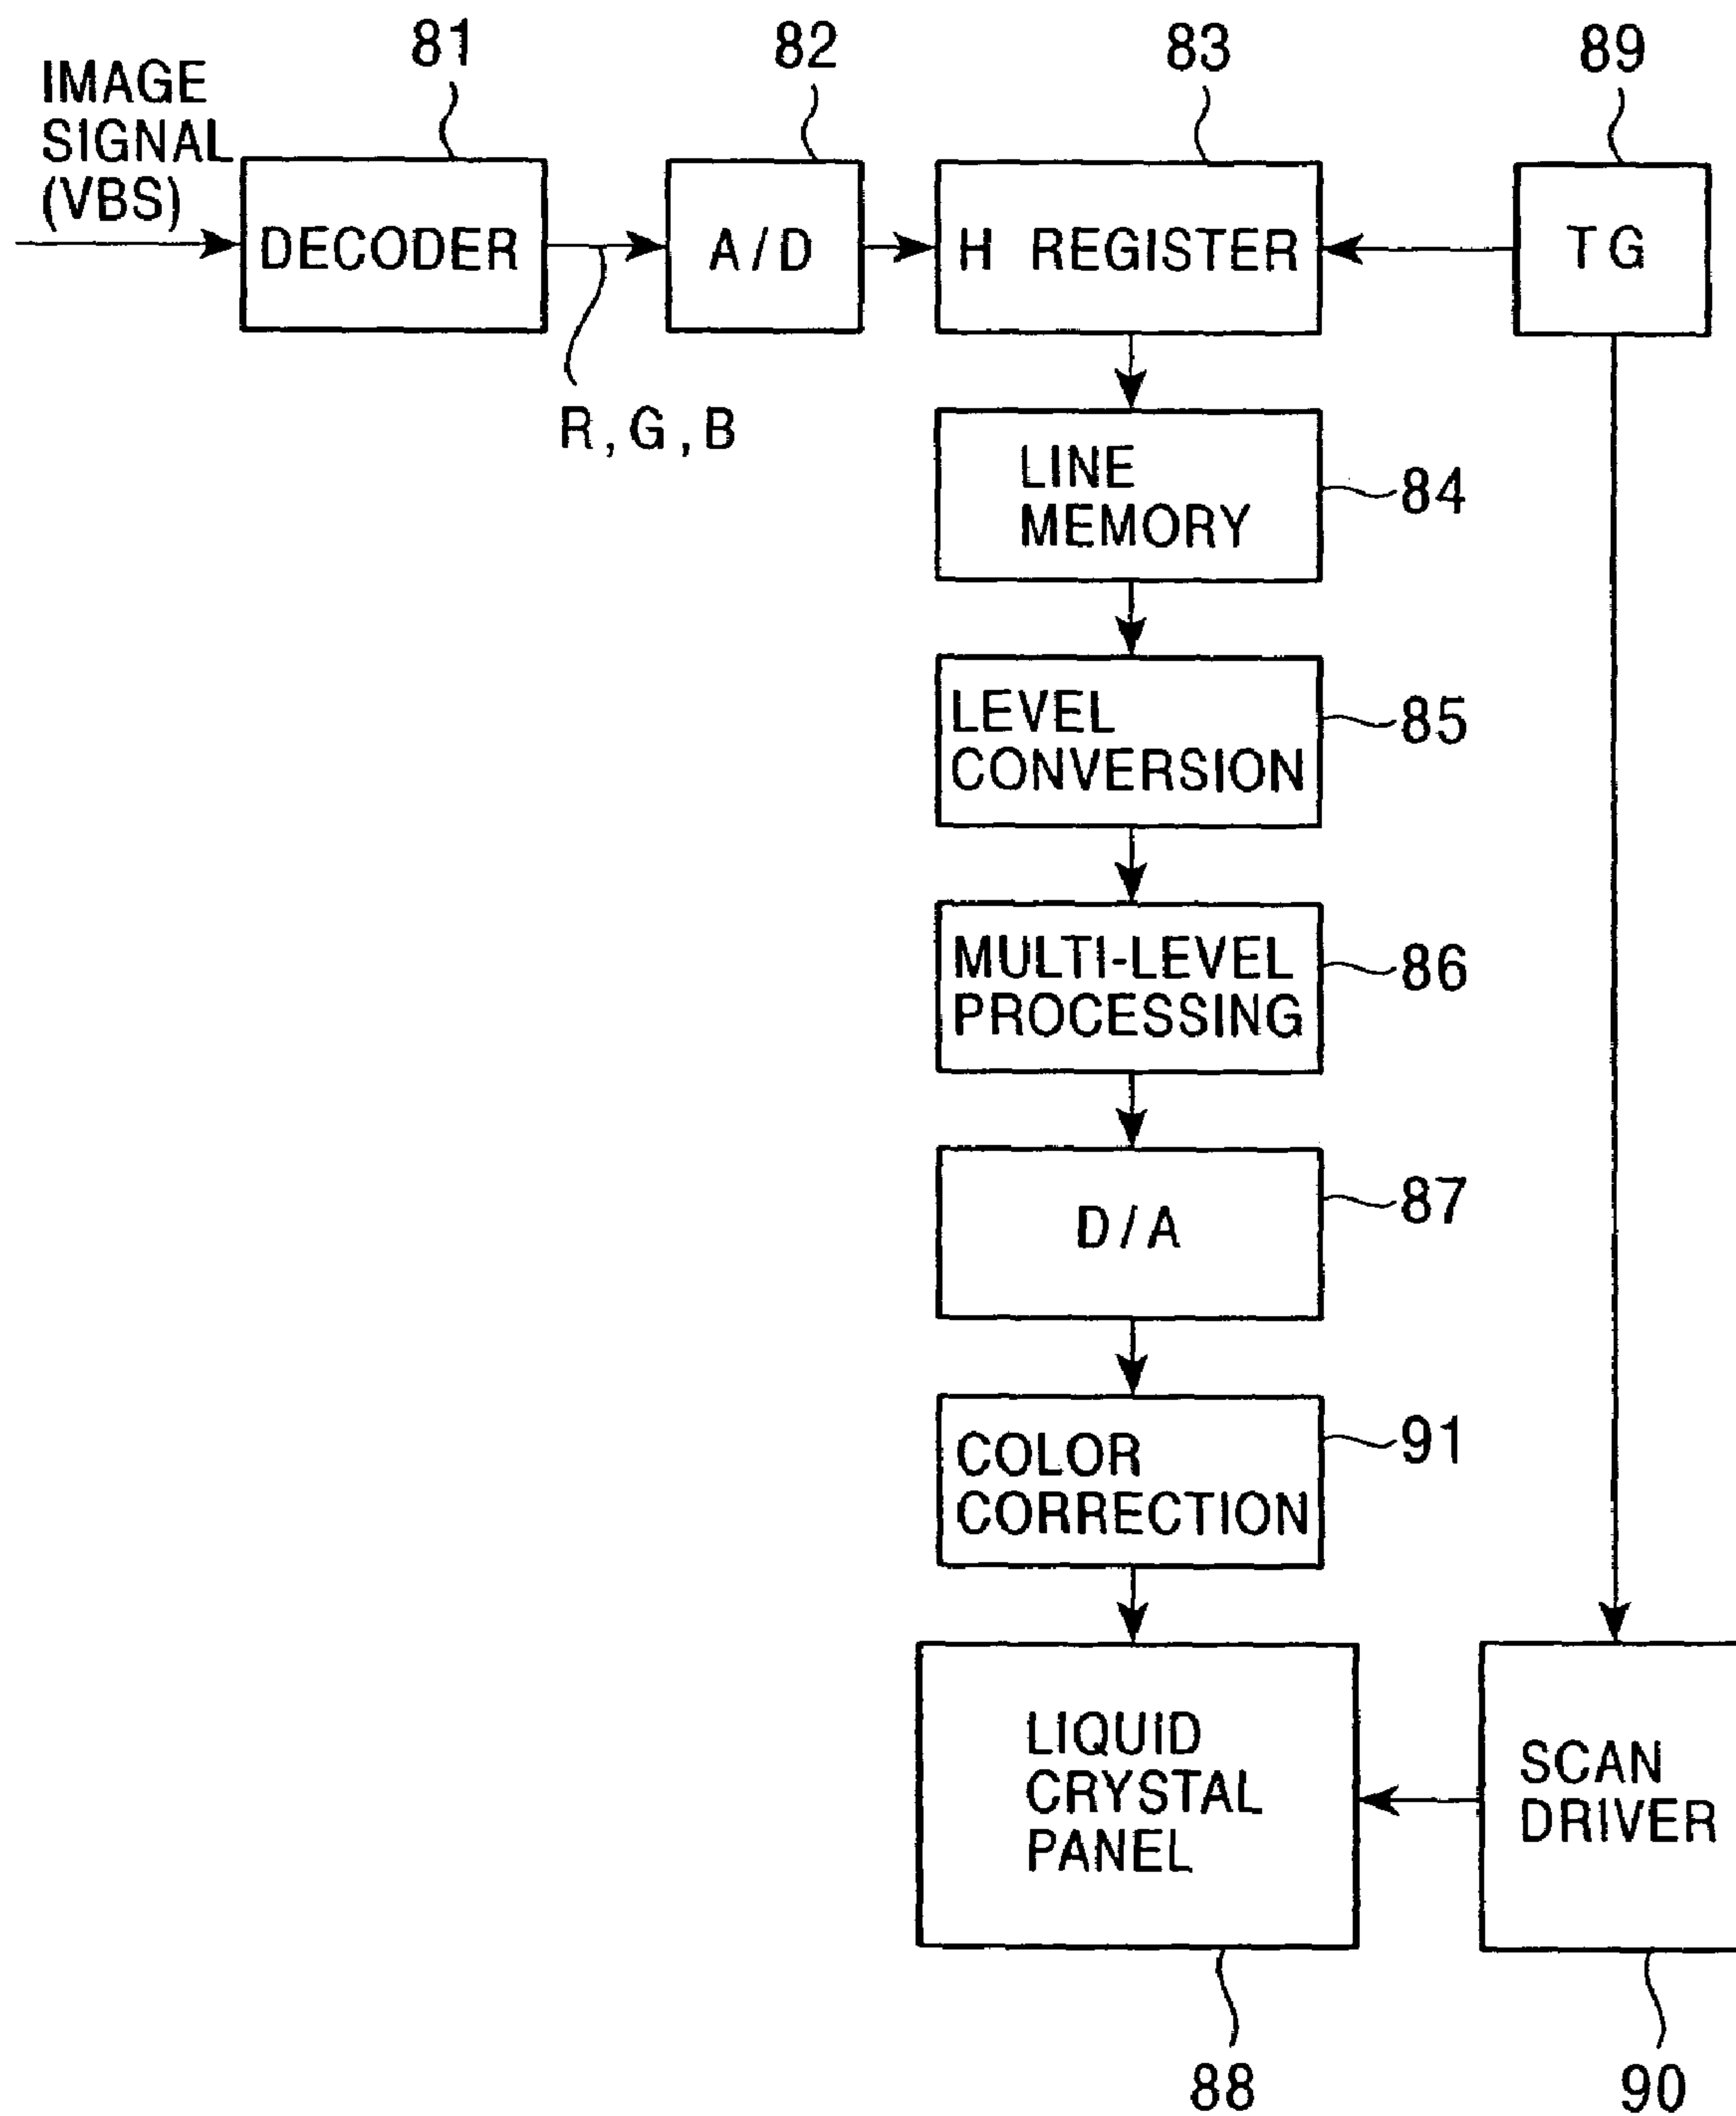 81
82
83
89
IMAGE
SIGNAL
(VBS)
DECODER
A/D
H REGISTER
TG
R,G,B
LINE
MEMORY
84
LEVEL
CONVERSION
85
MULTI-LEVEL
PROCESSING
86
D/A
87
COLOR
CORRECTION
91
LIQUID
CRYSTAL
PANEL
SCAN
DRIVER
88
90